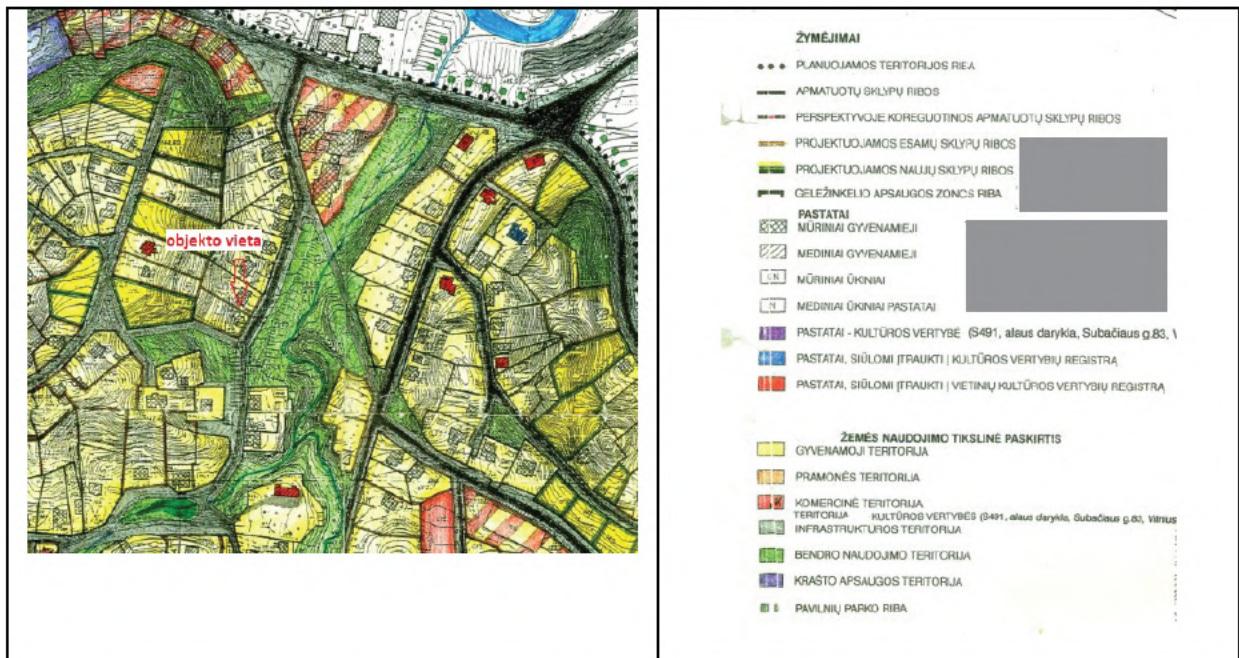 objekto vieta
ŽYMĖJIMAI
PLANUOJAMOS TERITORIJOS RIBA
APMATUOTŲ SKLYPŲ RIBOS
PERSPEKTYVOJE KOREGUOTINOS APMATUOTŲ SKLYPŲ RIBOS
PROJEKTUOJAMOS ESAMŲ SKLYPŲ RIBOS
PROJEKTUOJAMOS NAUJŲ SKLYPŲ RIBOS
GELEŽINKELIO APSAUGOS ZONOS RIBA
PASTATAI
MŪRINIAI GYVENAMIEJI
MEDINIAI GYVENAMIEJI
MŪRINIAI ŪKINIAI
N MEDINIAI ŪKINIAI PASTATAI
PASTATAI - KULTŪROS VERTYBĖ (S491, alaus darykla, Subačiaus g.83, V
PASTATAI, SIŪLOMI ĮTRAUKTI Į KULTŪROS VERTYBIŲ REGISTRĄ
PASTATAI, SIŪLOMI ĮTRAUKTI Į VIETINIŲ KULTŪROS VERTYBIŲ REGISTRĄ
ŽEMĖS NAUDOJIMO TIKSLINĖ PASKIRTIS
GYVENAMOJI TERITORIJA
PRAMONĖS TERITORIJA
K KOMERCINĖ TERITORIJA
TERITORIJA KULTŪROS VERTYBĖS (S491, alaus darykla, Subačiaus g.83, Vilnius
INFRASTRUKTŪROS TERITORIJA
BENDRO NAUDOJIMO TERITORIJA
KRAŠTO APSAUGOS TERITORIJA
PAVILNIŲ PARKO RIBA